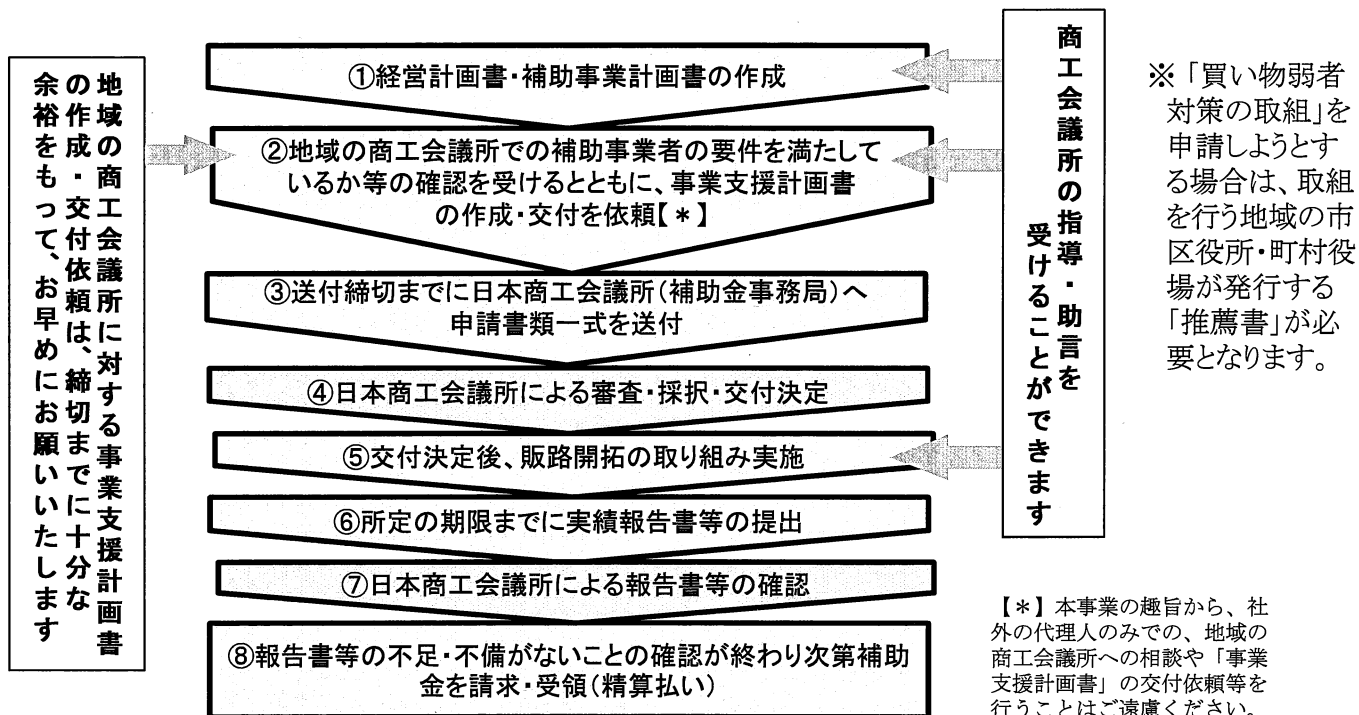 地域の商工会議所に対する事業支援計画書
の作成・交付依頼は、締切までに十分な
余裕をもって、お早めにお願いいたします
①経営計画書・補助事業計画書の作成
②地域の商工会議所での補助事業者の要件を満たして
いるか等の確認を受けるとともに、事業支援計画書
の作成・交付を依頼【*】
③送付締切までに日本商工会議所(補助金事務局)へ
申請書類一式を送付
④日本商工会議所による審査・採択・交付決定
⑤交付決定後、販路開拓の取り組み実施
⑥所定の期限までに実績報告書等の提出
⑦日本商工会議所による報告書等の確認
⑧報告書等の不足・不備がないことの確認が終わり次第補助
金を請求・受領(精算払い)
商工会議所の指導・助言を
受けることができます
※「買い物弱者
対策の取組」を
申請しようとす
る場合は、取組
を行う地域の市
区役所・町村役
場が発行する
「推薦書」が必
要となります。
【*】本事業の趣旨から、社
外の代理人のみでの、地域の
商工会議所への相談や「事業
支援計画書」の交付依頼等を
行うことはご遠慮ください。